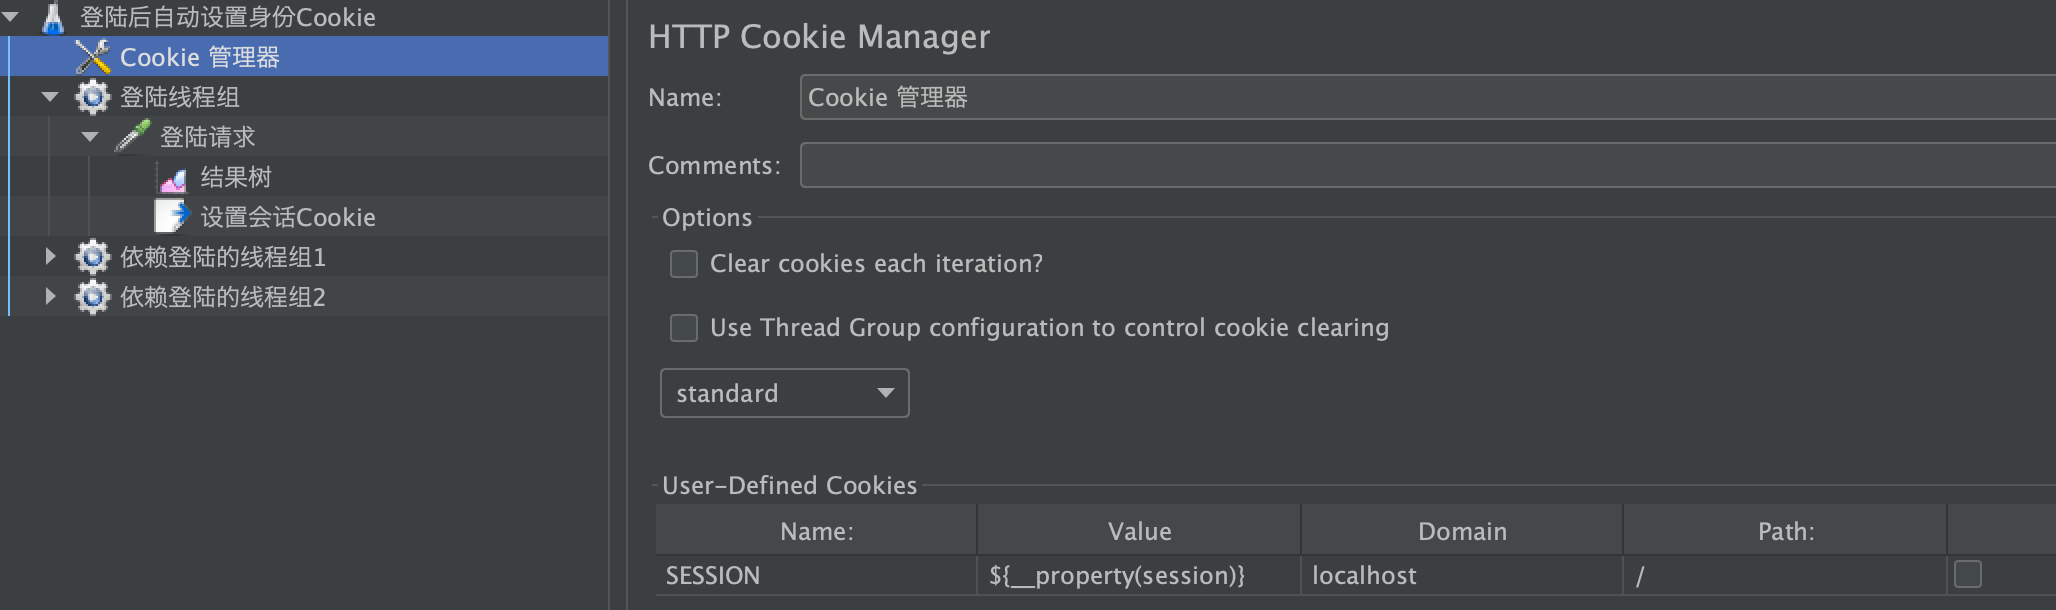 登陆后自动设置身份Cookie
Cookie 管理器
登陆线程组
登陆请求
结果树
设置会话Cookie
依赖登陆的线程组1
依赖登陆的线程组2
HTTP Cookie Manager
Name: Cookie 管理器
Comments:
Options
Clear cookies each iteration?
Use Thread Group configuration to control cookie clearing
standard
User-Defined Cookies
Name: Value Domain Path:
SESSION ${__property(session)} localhost /